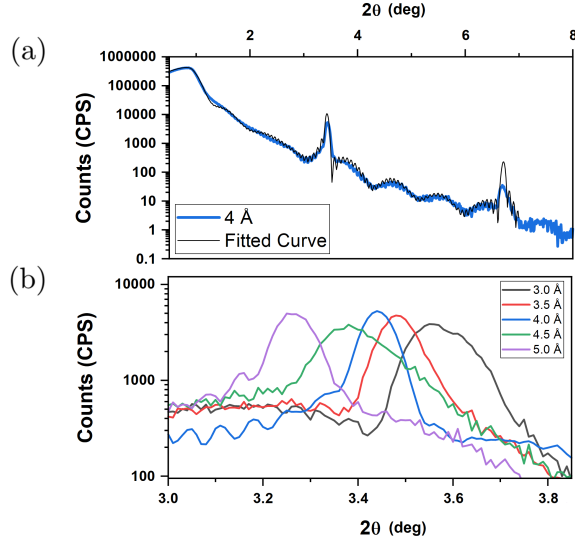 2θ (deg)
2 4 6 8
(a)
1000000
100000
10000
1000
100
10
1
0.1
Counts (CPS)
4 Å
Fitted Curve
(b)
10000
1000
100
Counts (CPS)
3.0 Å
3.5 Å
4.0 Å
4.5 Å
5.0 Å
3.0 3.2 3.4 3.6 3.8
2θ (deg)